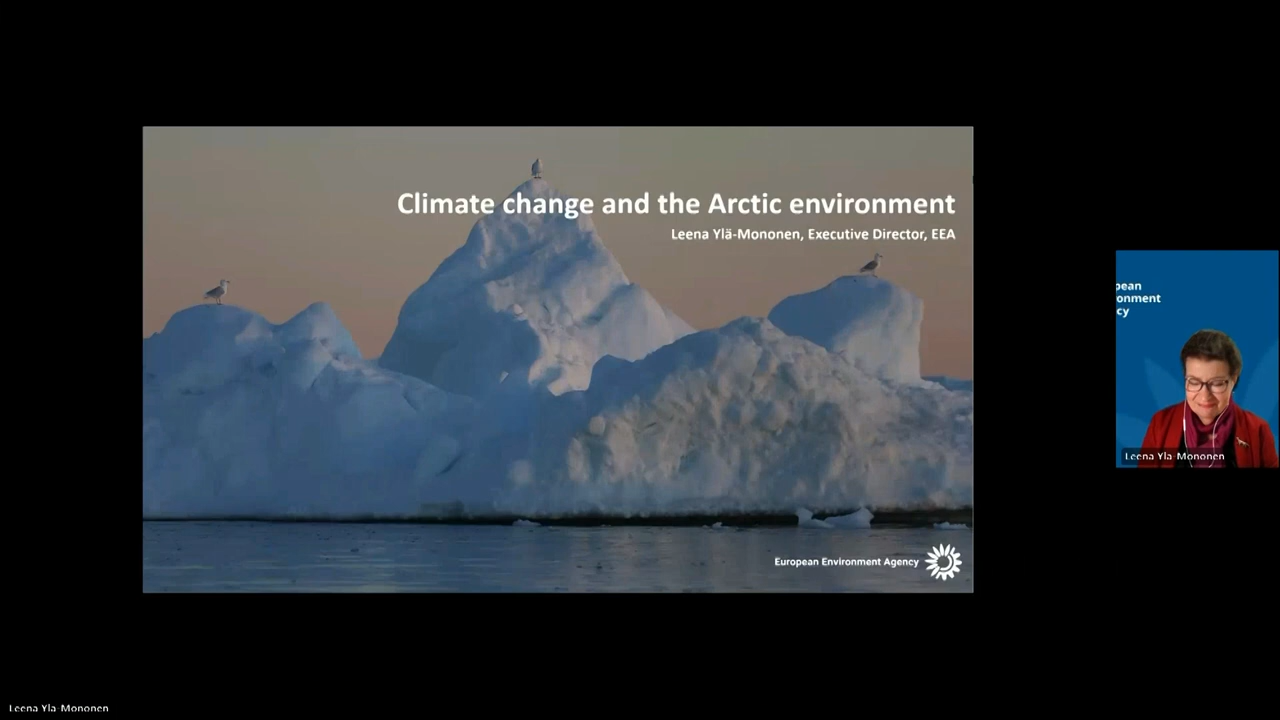 Climate change and the Arctic environment
Leena Ylä-Mononen, Executive Director, EEA
European Environment Agency
pean
onment
cy
Leena Yla-Mononen
Leena Yla-Mononen